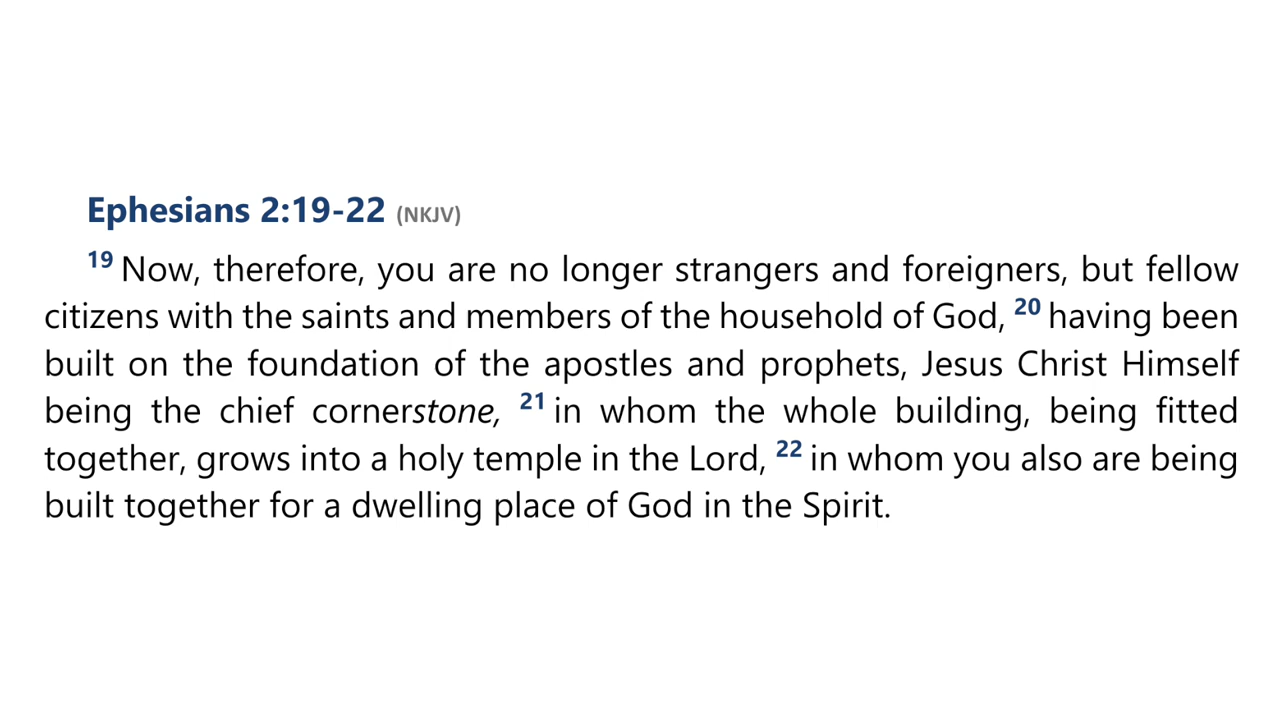 Ephesians 2:19-22 (NKJV)
19 Now, therefore, you are no longer strangers and foreigners, but fellow
citizens with the saints and members of the household of God, 20 having been
built on the foundation of the apostles and prophets, Jesus Christ Himself
being the chief cornerstone, 21 in whom the whole building, being fitted
together, grows into a holy temple in the Lord, 22 in whom you also are being
built together for a dwelling place of God in the Spirit.